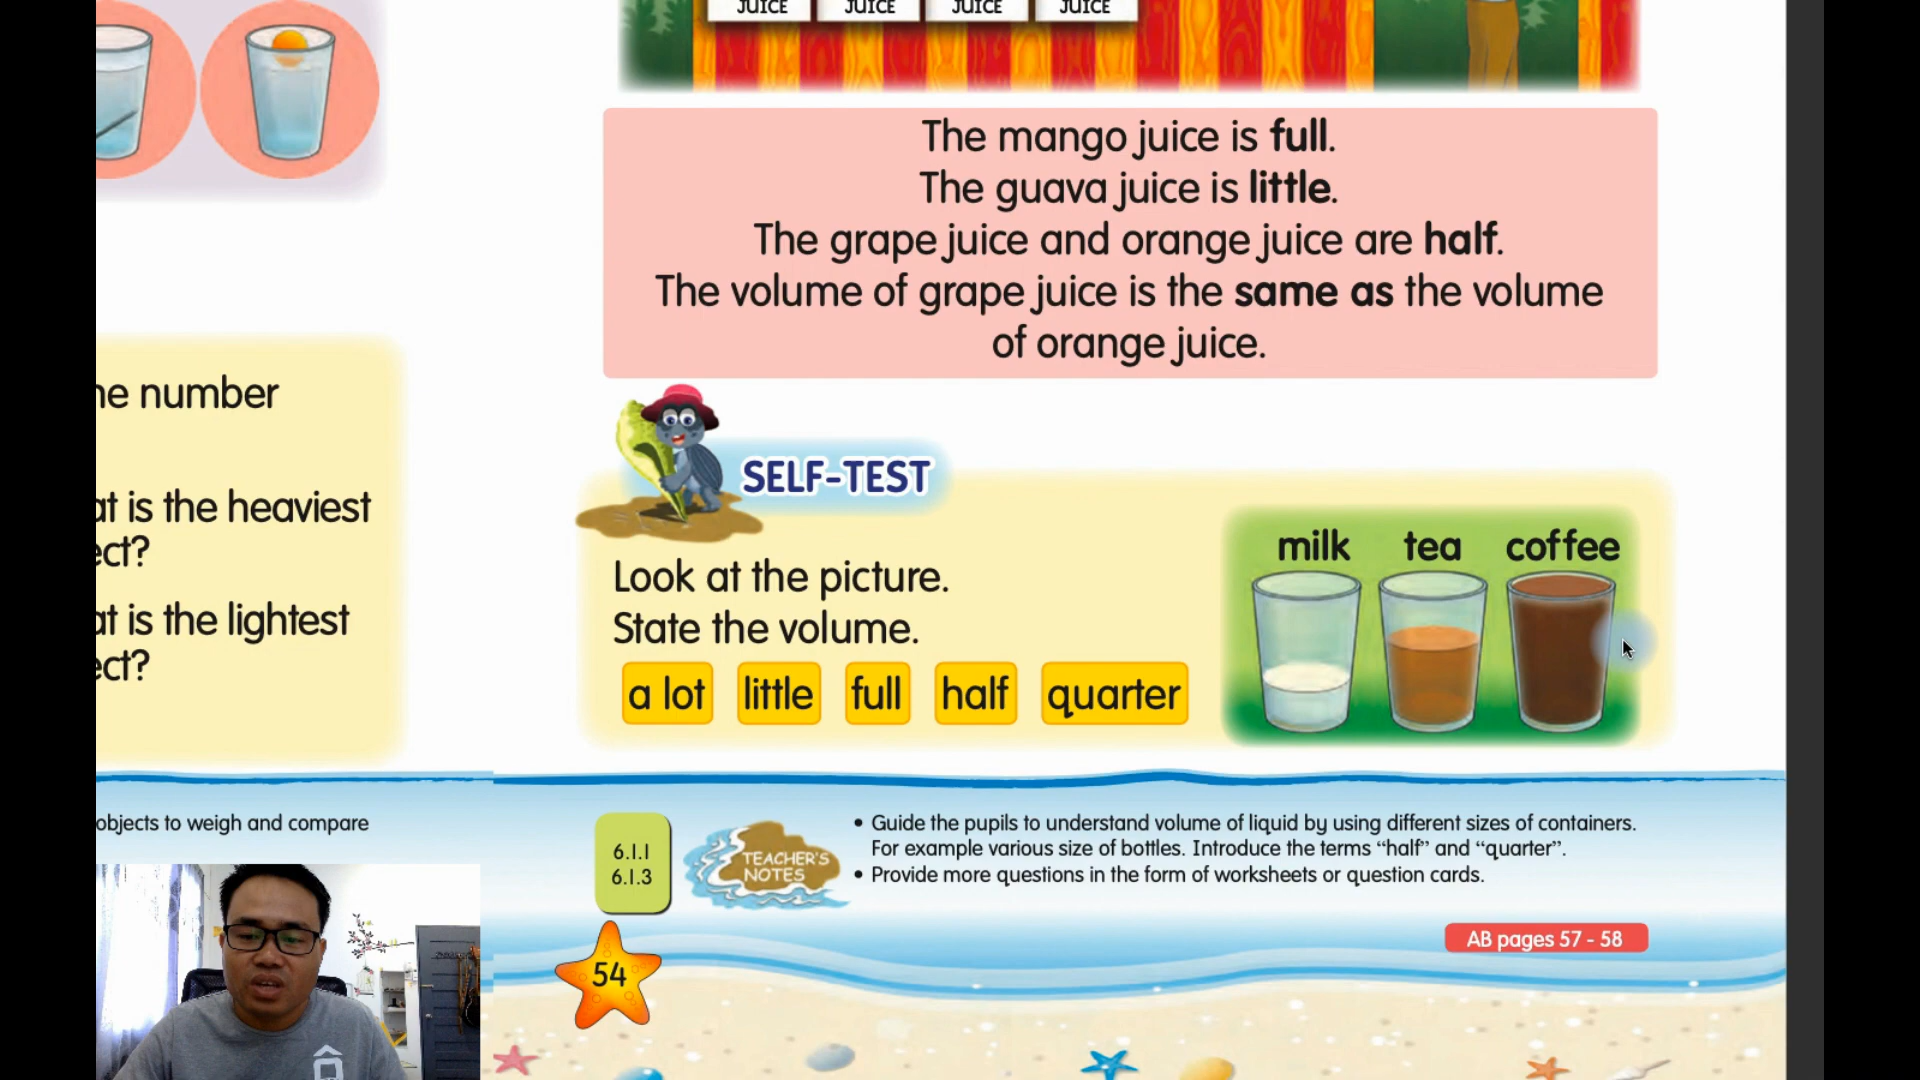 JUICE JUICE JUICE JUICE
The mango juice is full.
The guava juice is little.
The grape juice and orange juice are half.
The volume of grape juice is the same as the volume
of orange juice.
he number
at is the heaviest
ect?
at is the lightest
ect?
objects to weigh and compare
SELF-TEST
Look at the picture.
State the volume.
a lot little full half quarter
milk tea coffee
6.1.1
6.1.3
TEACHER'S
NOTES
• Guide the pupils to understand volume of liquid by using different sizes of containers.
For example various size of bottles. Introduce the terms “half” and “quarter”.
• Provide more questions in the form of worksheets or question cards.
AB pages 57 - 58
54